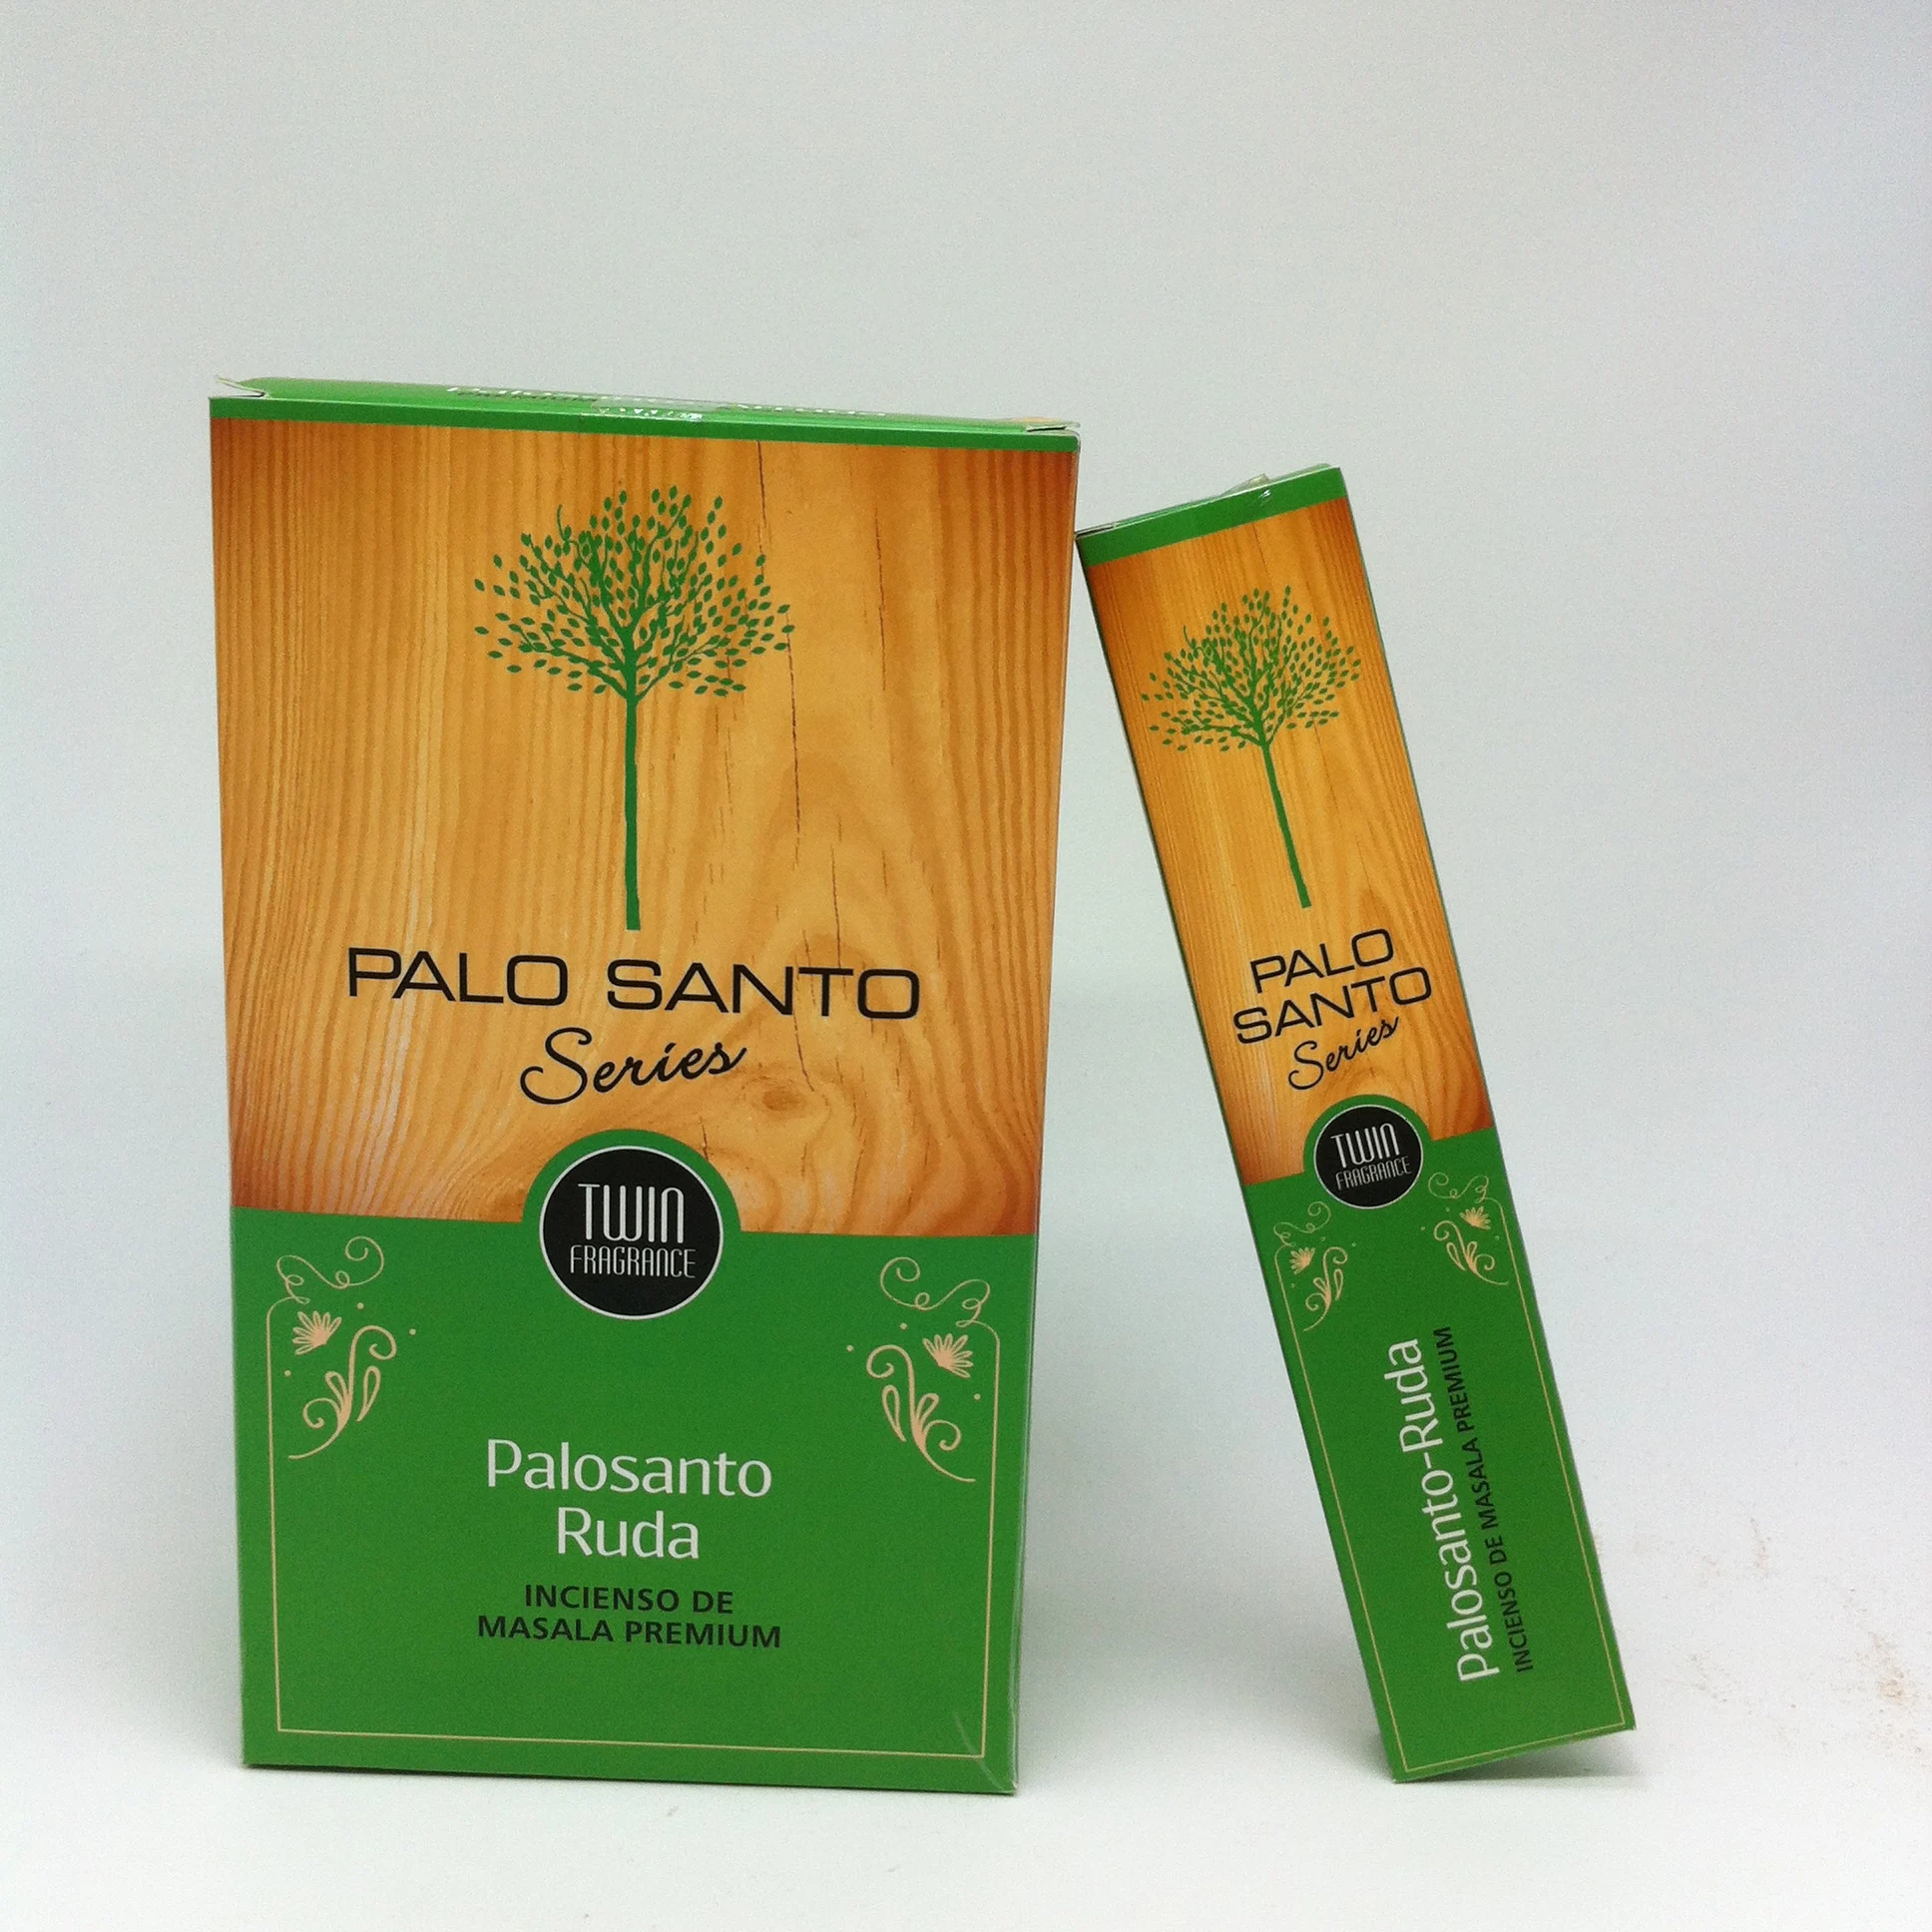 PALO SANTO
Series
TWIN
FRAGRANCE
Palosanto
Ruda
INCIENSO DE
MASALA PREMIUM
PALO
SANTO
Series
TWIN
FRAGRANCE
Palosanto-Ruda
INCIENSO DE MASALA PREMIUM